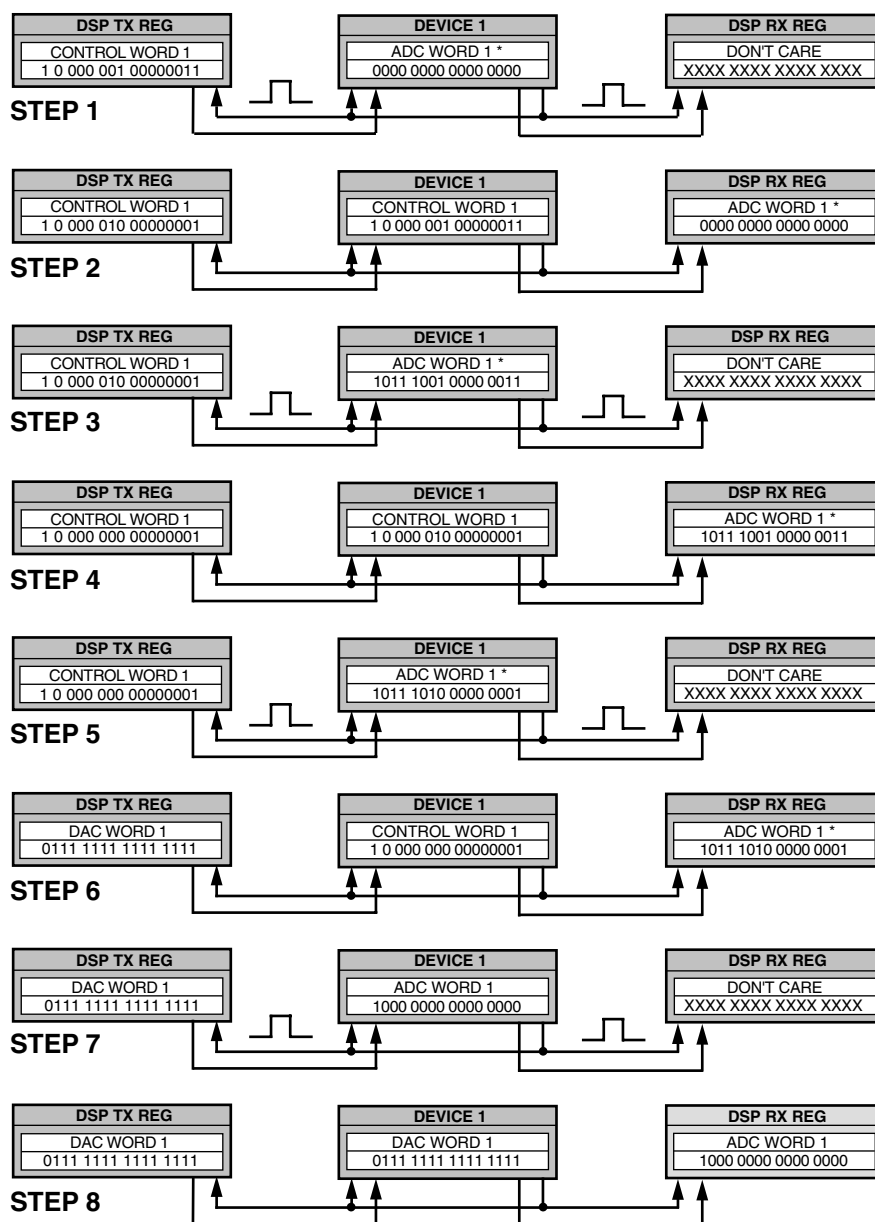 DSP TX REG
DEVICE 1
DSP RX REG
CONTROL WORD 1
ADC WORD 1 *
DON'T CARE
1 0 000 001 00000011
0000 0000 0000 0000
XXXX XXXX XXXX XXXX
STEP 1
DSP TX REG
DEVICE 1
DSP RX REG
CONTROL WORD 1
CONTROL WORD 1
ADC WORD 1 *
1 0 000 010 00000001
1 0 000 001 00000011
0000 0000 0000 0000
STEP 2
DSP TX REG
DEVICE 1
DSP RX REG
CONTROL WORD 1
ADC WORD 1 *
DON'T CARE
1 0 000 010 00000001
1011 1001 0000 0011
XXXX XXXX XXXX XXXX
STEP 3
DSP TX REG
DEVICE 1
DSP RX REG
CONTROL WORD 1
CONTROL WORD 1
ADC WORD 1 *
1 0 000 000 00000001
1 0 000 010 00000001
1011 1001 0000 0011
STEP 4
DSP TX REG
DEVICE 1
DSP RX REG
CONTROL WORD 1
ADC WORD 1 *
DON'T CARE
1 0 000 000 00000001
1011 1010 0000 0001
XXXX XXXX XXXX XXXX
STEP 5
DSP TX REG
DEVICE 1
DSP RX REG
DAC WORD 1
CONTROL WORD 1
ADC WORD 1 *
0111 1111 1111 1111
1 0 000 000 00000001
1011 1010 0000 0001
STEP 6
DSP TX REG
DEVICE 1
DSP RX REG
DAC WORD 1
ADC WORD 1
DON'T CARE
0111 1111 1111 1111
1000 0000 0000 0000
XXXX XXXX XXXX XXXX
STEP 7
DSP TX REG
DEVICE 1
DSP RX REG
DAC WORD 1
DAC WORD 1
ADC WORD 1
0111 1111 1111 1111
0111 1111 1111 1111
1000 0000 0000 0000
STEP 8